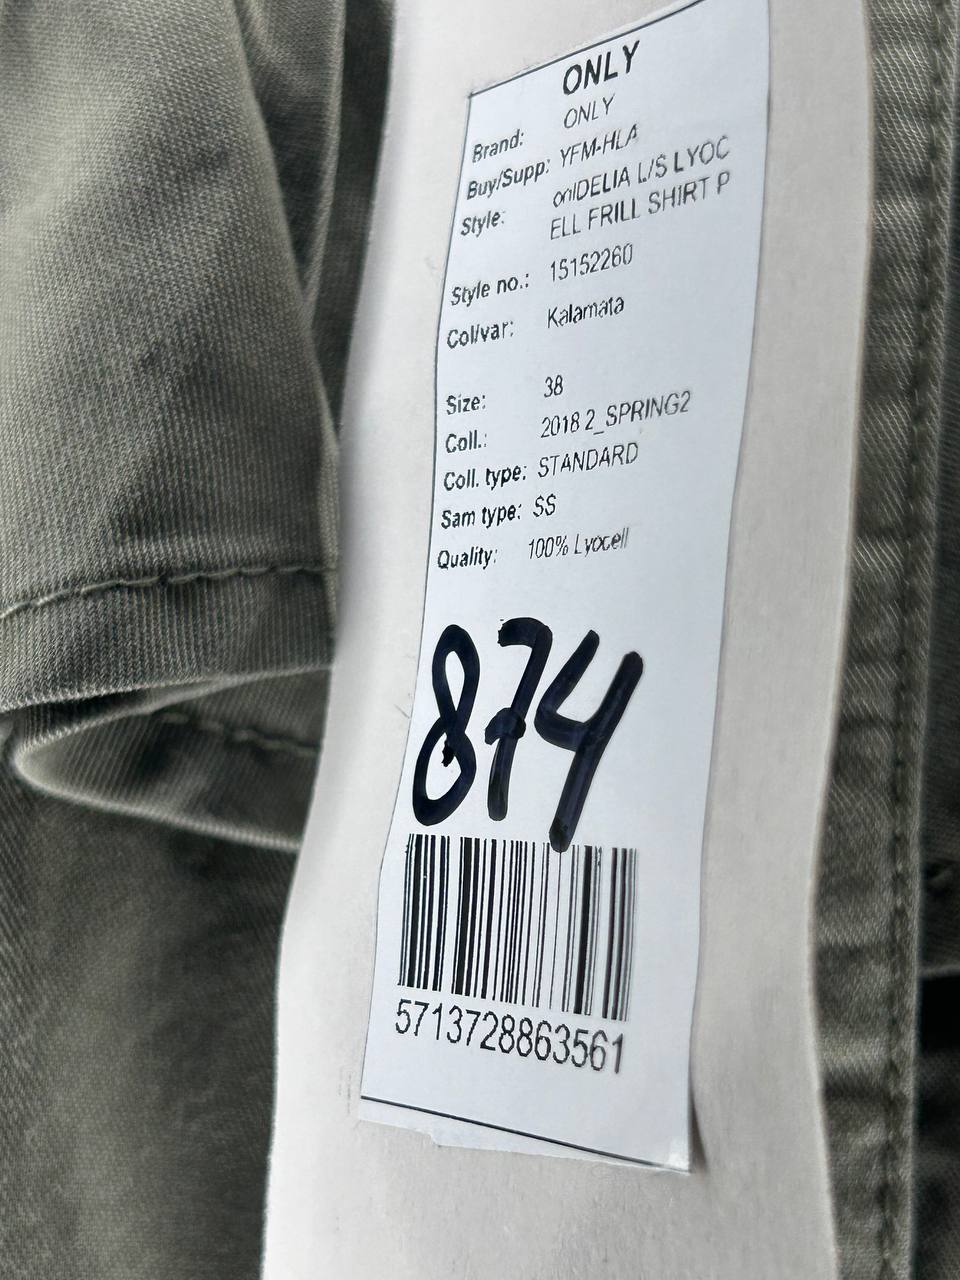 ONLY
Brand: ONLY
Buy/Supp: YFM-HLA
Style: onlDELIA L/S LYOC
ELL FRILL SHIRT P
Style no.: 15152260
Col/var: Kalamata
Size: 38
Coll.: 2018 2_SPRING2
Coll. type: STANDARD
Sam type: SS
Quality: 100% Lyocell
874
5713728863561